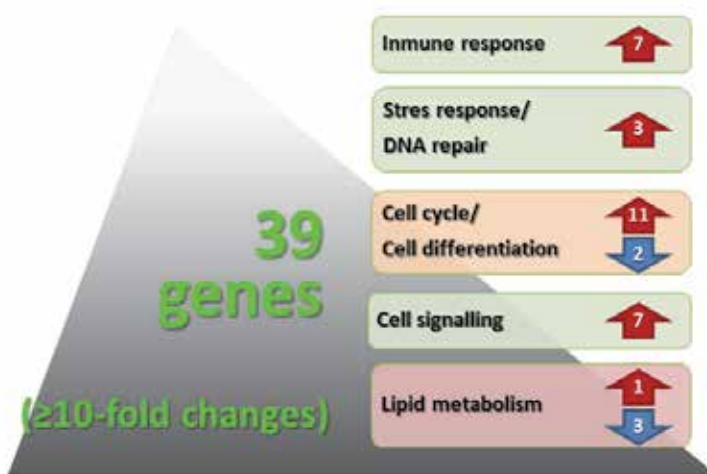 39
genes
(≥10-fold changes)
Inmune response
7
Stres response/
DNA repair
3
Cell cycle/
Cell differentiation
11
2
Cell signalling
7
Lipid metabolism
1
3